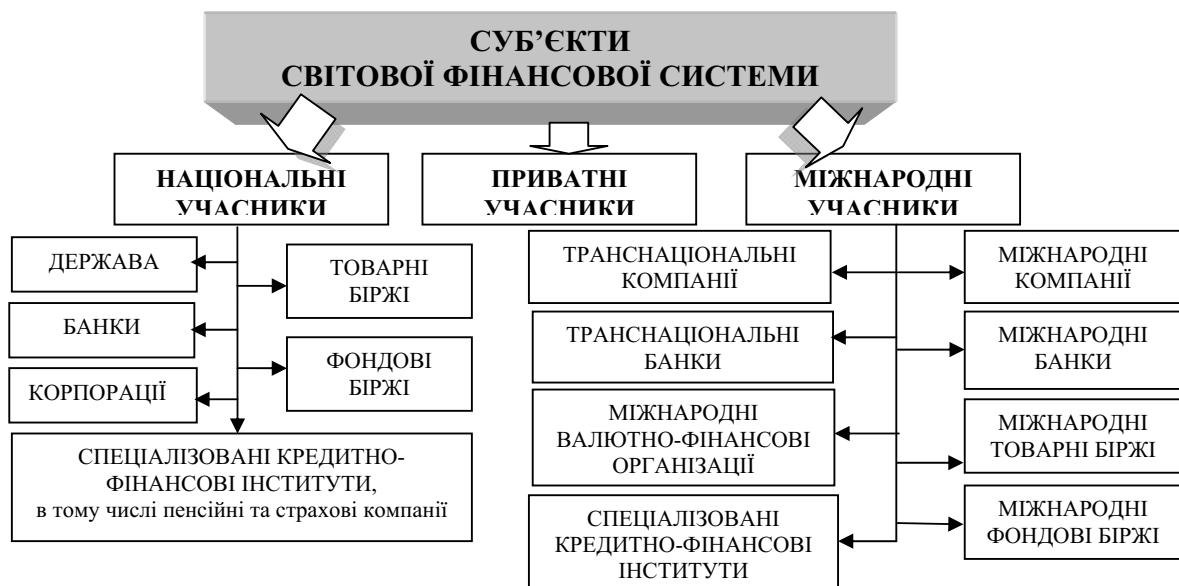 СУБ’ЄКТИ
СВІТОВОЇ ФІНАНСОВОЇ СИСТЕМИ
НАЦІОНАЛЬНІ
УЧАСНИКИ
ПРИВАТНІ
УЧАСНИКИ
МІЖНАРОДНІ
УЧАСНИКИ
ДЕРЖАВА
БАНКИ
КОРПОРАЦІЇ
ТОВАРНІ
БІРЖІ
ФОНДОВІ
БІРЖІ
СПЕЦІАЛІЗОВАНІ КРЕДИТНО-
ФІНАНСОВІ ІНСТИТУТИ,
в тому числі пенсійні та страхові компанії
ТРАНСНАЦІОНАЛЬНІ
КОМПАНІЇ
ТРАНСНАЦІОНАЛЬНІ
БАНКИ
МІЖНАРОДНІ
ВАЛЮТНО-ФІНАНСОВІ
ОРГАНІЗАЦІЇ
СПЕЦІАЛІЗОВАНІ
КРЕДИТНО-ФІНАНСОВІ
ІНСТИТУТИ
МІЖНАРОДНІ
КОМПАНІЇ
МІЖНАРОДНІ
БАНКИ
МІЖНАРОДНІ
ТОВАРНІ БІРЖІ
МІЖНАРОДНІ
ФОНДОВІ БІРЖІ